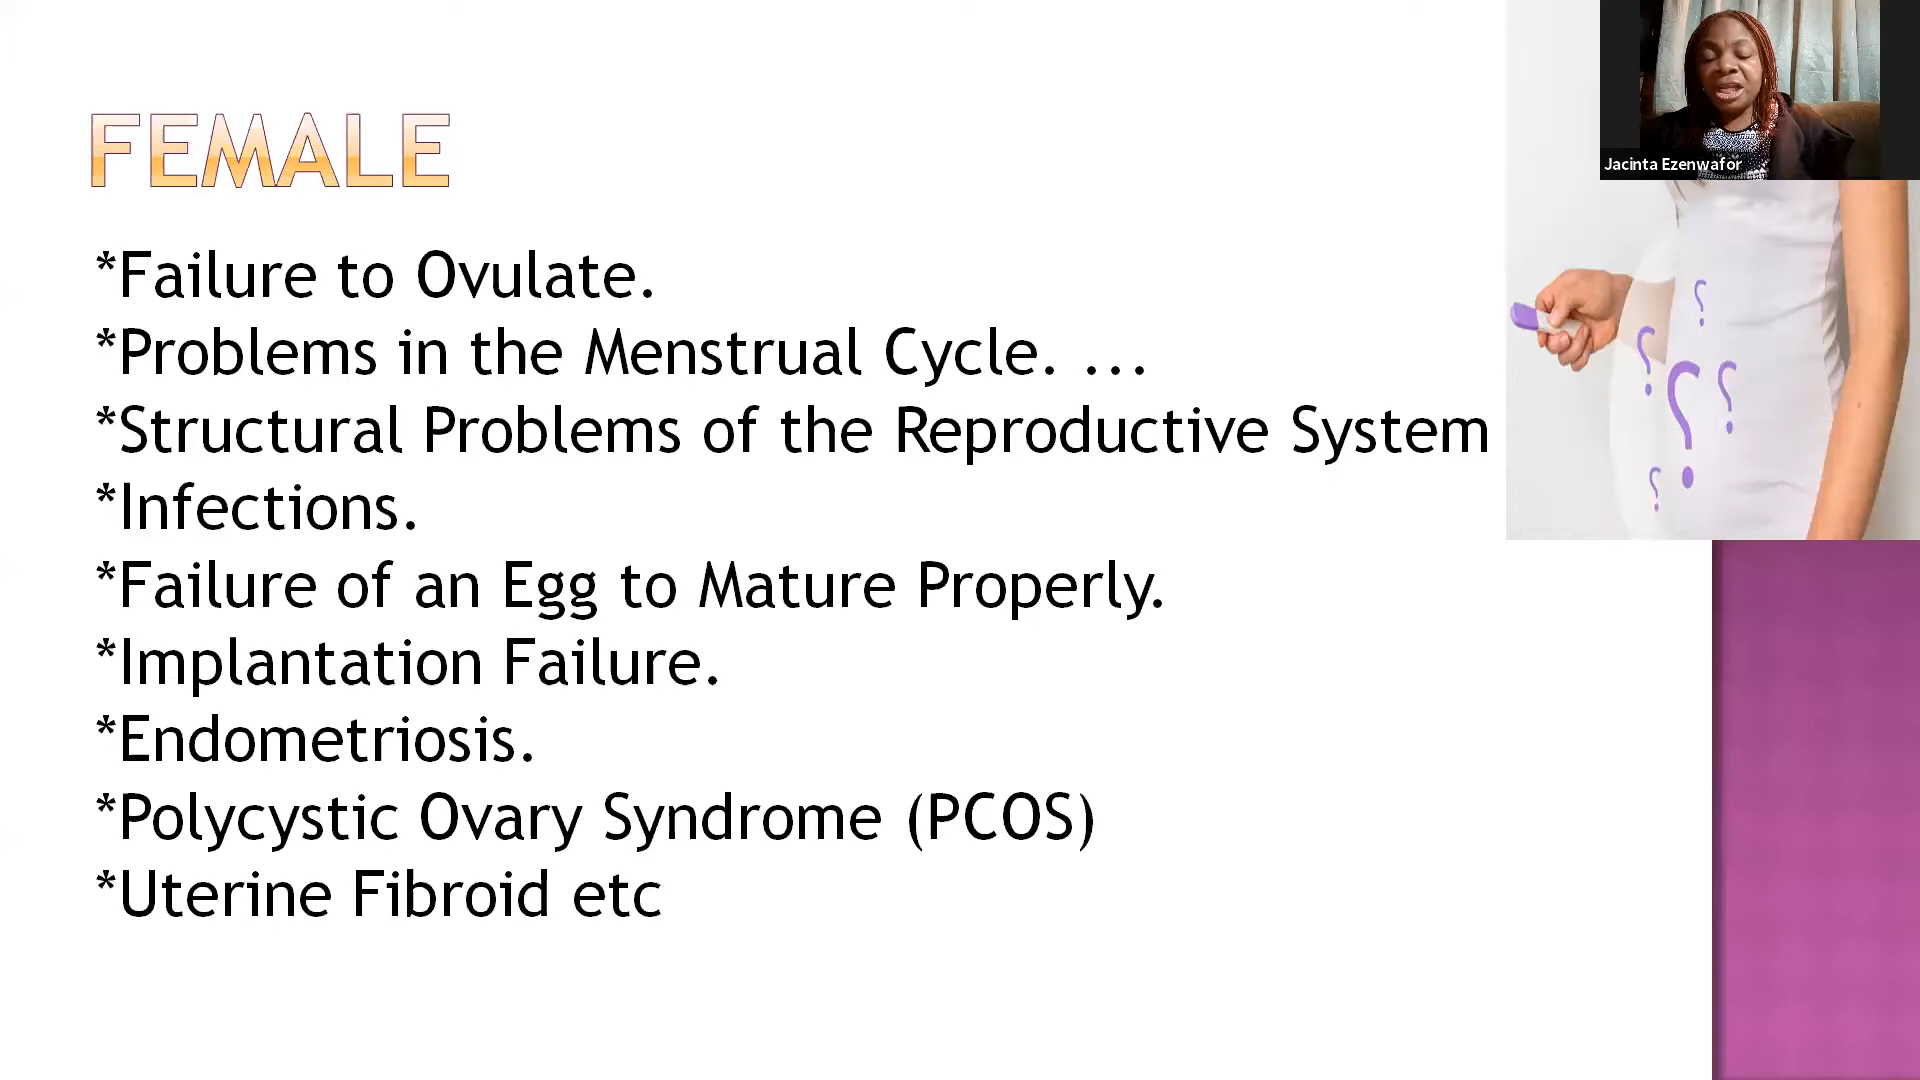 FEMALE
*Failure to Ovulate.
*Problems in the Menstrual Cycle. ...
*Structural Problems of the Reproductive System
*Infections.
*Failure of an Egg to Mature Properly.
*Implantation Failure.
*Endometriosis.
*Polycystic Ovary Syndrome (PCOS)
*Uterine Fibroid etc
Jacinta Ezenwafor
? ? ? ? ?